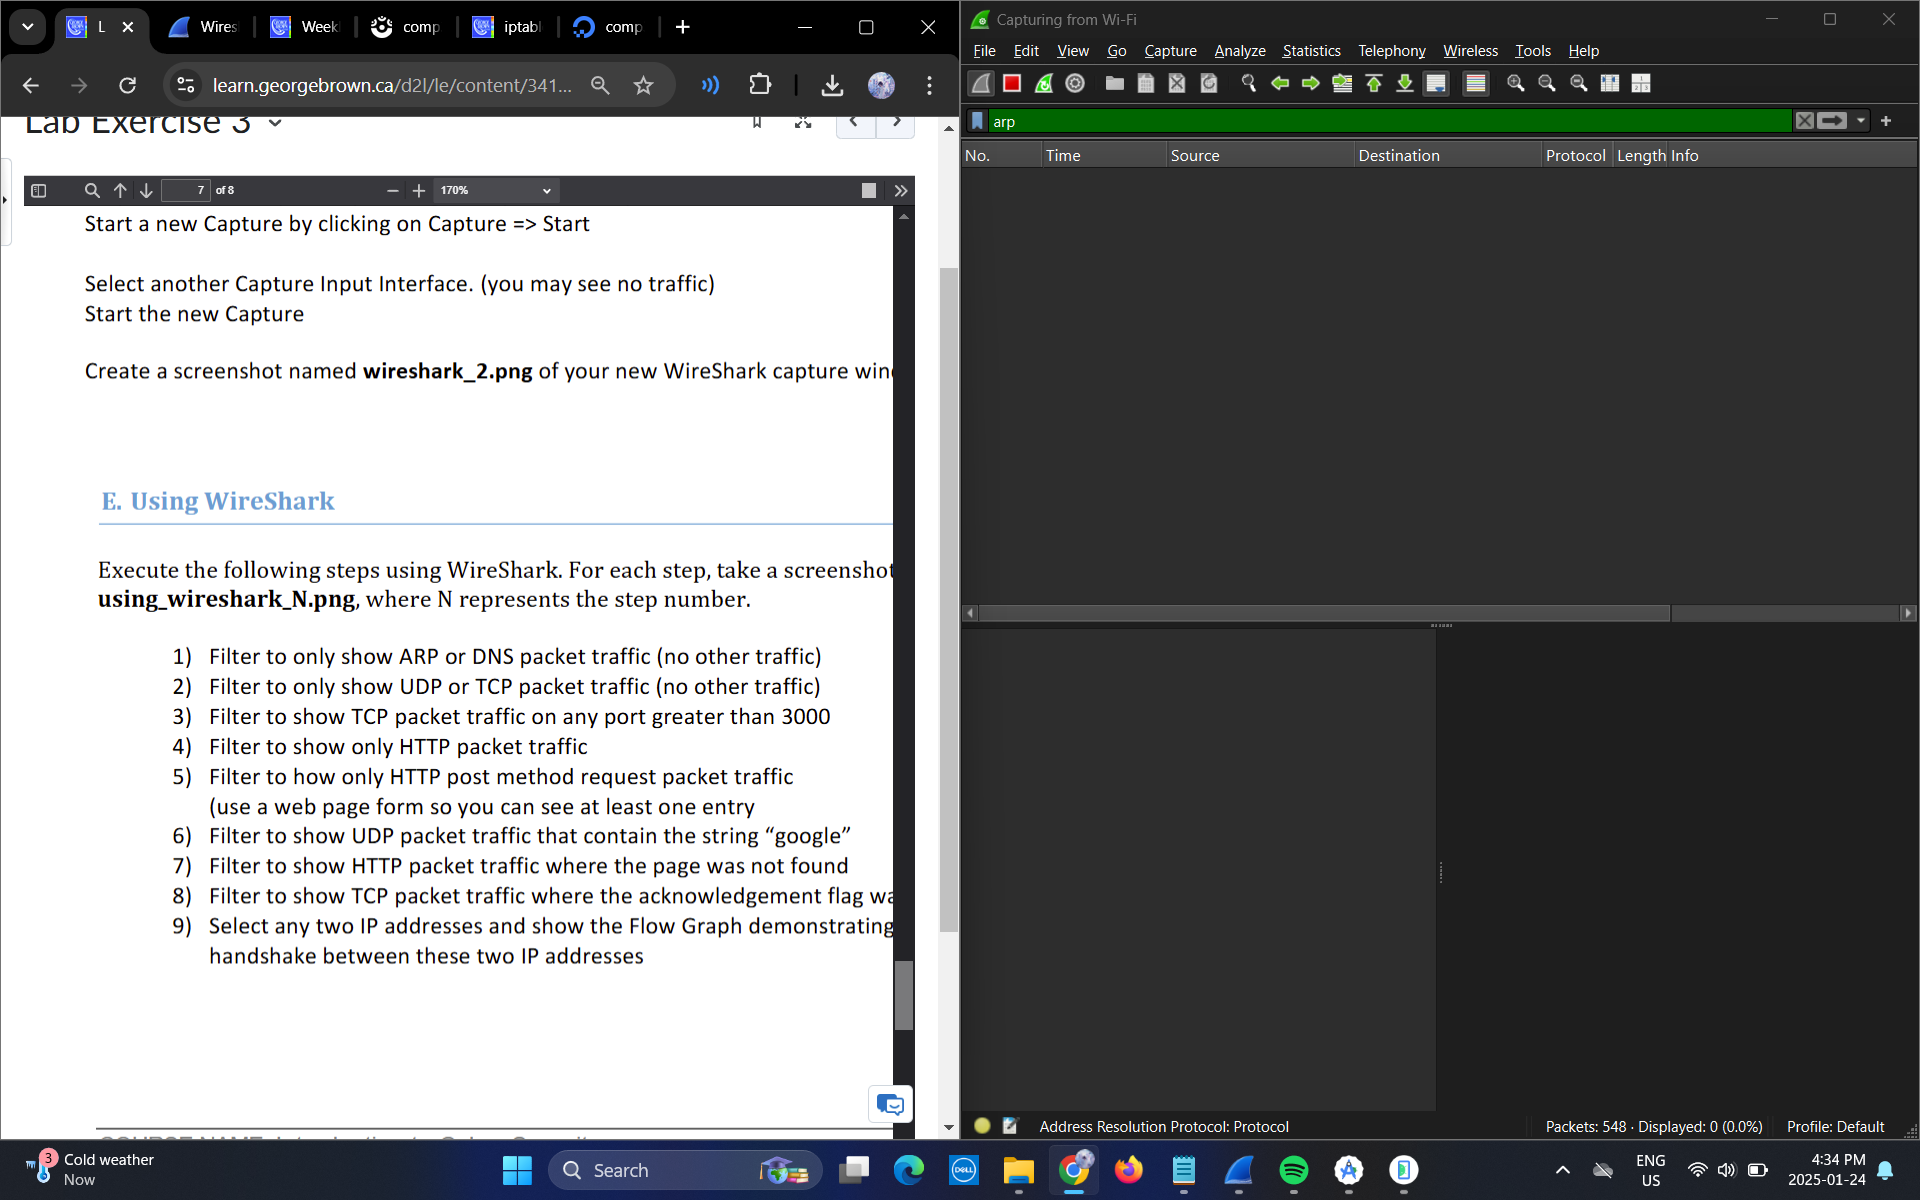 L
Wires
Week
comp
iptabl
comp
learn.georgebrown.ca/d2l/le/content/341...
Lab Exercise 3
7 of 8
170%
Start a new Capture by clicking on Capture => Start
Select another Capture Input Interface. (you may see no traffic)
Start the new Capture
Create a screenshot named wireshark_2.png of your new WireShark capture win
E. Using WireShark
Execute the following steps using WireShark. For each step, take a screenshot
using_wireshark_N.png, where N represents the step number.
1) Filter to only show ARP or DNS packet traffic (no other traffic)
2) Filter to only show UDP or TCP packet traffic (no other traffic)
3) Filter to show TCP packet traffic on any port greater than 3000
4) Filter to show only HTTP packet traffic
5) Filter to how only HTTP post method request packet traffic
(use a web page form so you can see at least one entry
6) Filter to show UDP packet traffic that contain the string “google”
7) Filter to show HTTP packet traffic where the page was not found
8) Filter to show TCP packet traffic where the acknowledgement flag wa
9) Select any two IP addresses and show the Flow Graph demonstrating
handshake between these two IP addresses
Capturing from Wi-Fi
File Edit View Go Capture Analyze Statistics Telephony Wireless Tools Help
arp
No. Time Source Destination Protocol Length Info
Address Resolution Protocol: Protocol
Packets: 548 · Displayed: 0 (0.0%)
Profile: Default
3
Cold weather
Now
Search
DELL
ENG
US
4:34 PM
2025-01-24